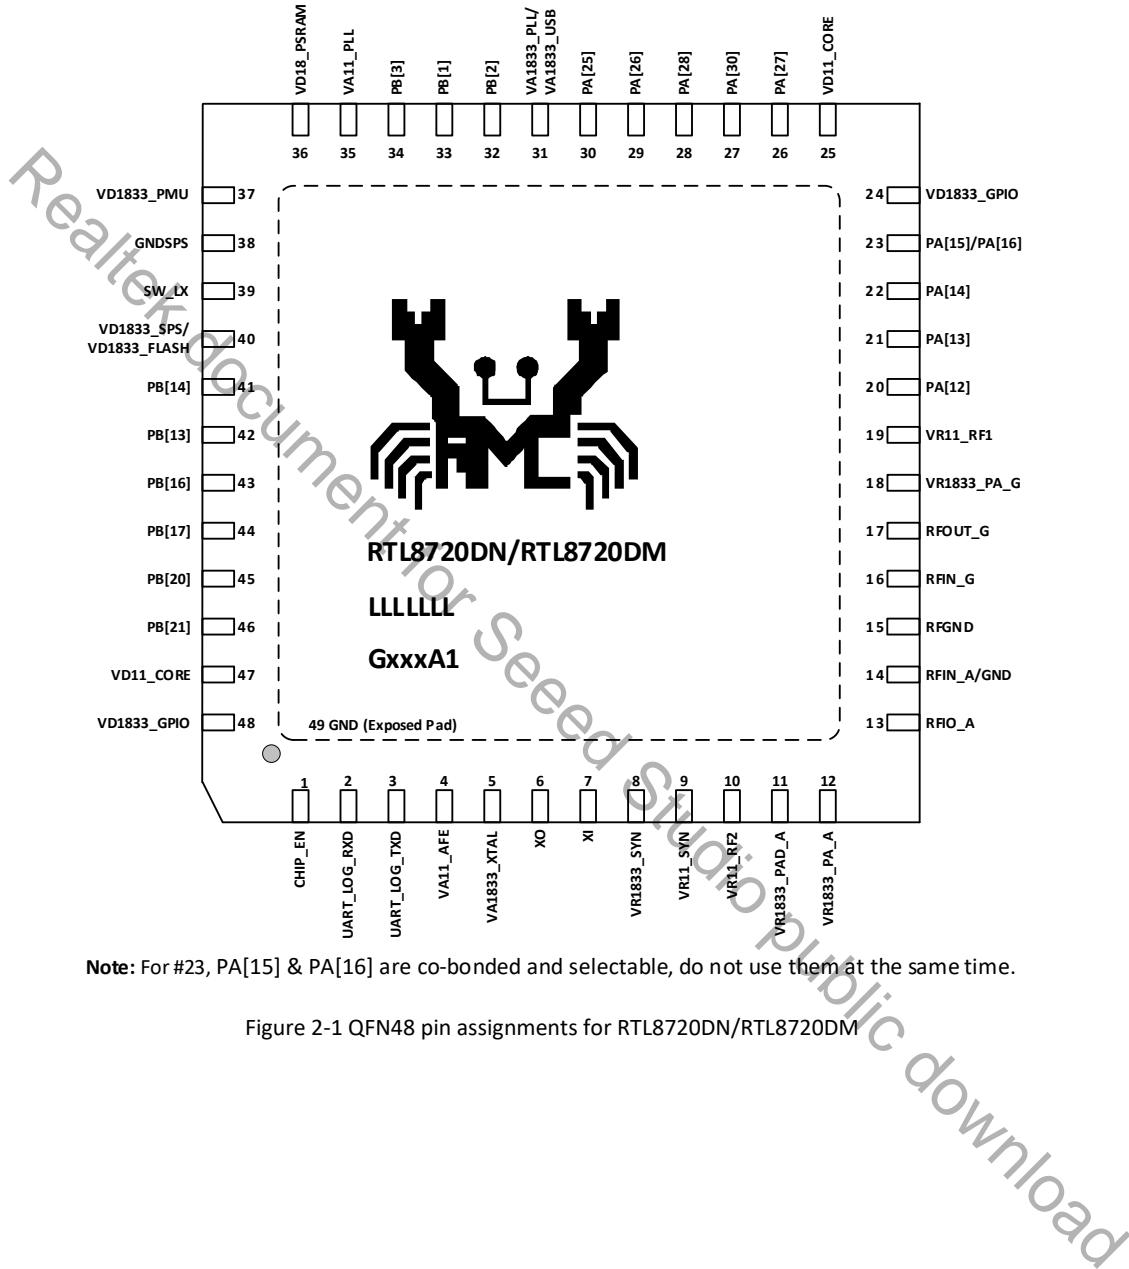 VD18_PSRAM
VA11_PLL
PB[3]
PB[1]
PB[2]
VA1833_PLL/
VA1833_USB
PA[25]
PA[26]
PA[28]
PA[30]
PA[27]
VD11_CORE
36 35 34 33 32 31 30 29 28 27 26 25
VD1833_PMU 37
GNDSPS 38
SW_LX 39
VD1833_SPS/
VD1833_FLASH 40
PB[14] 41
PB[13] 42
PB[16] 43
PB[17] 44
PB[20] 45
PB[21] 46
VD11_CORE 47
VD1833_GPIO 48
24 VD1833_GPIO
23 PA[15]/PA[16]
22 PA[14]
21 PA[13]
20 PA[12]
19 VR11_RF1
18 VR1833_PA_G
17 RFOUT_G
16 RFIN_G
15 RFGND
14 RFIN_A/GND
13 RFIO_A
RTL8720DN/RTL8720DM
LLLLLLL
GxxxA1
49 GND (Exposed Pad)
1 2 3 4 5 6 7 8 9 10 11 12
CHIP_EN
UART_LOG_RXD
UART_LOG_TXD
VA11_AFE
VA1833_XTAL
XO
XI
VR1833_SYN
VR11_SYN
VR11_RF2
VR1833_PAD_A
VR1833_PA_A
Note: For #23, PA[15] & PA[16] are co-bonded and selectable, do not use them at the same time.
Figure 2-1 QFN48 pin assignments for RTL8720DN/RTL8720DM
Realtek document for Seeed Studio public download